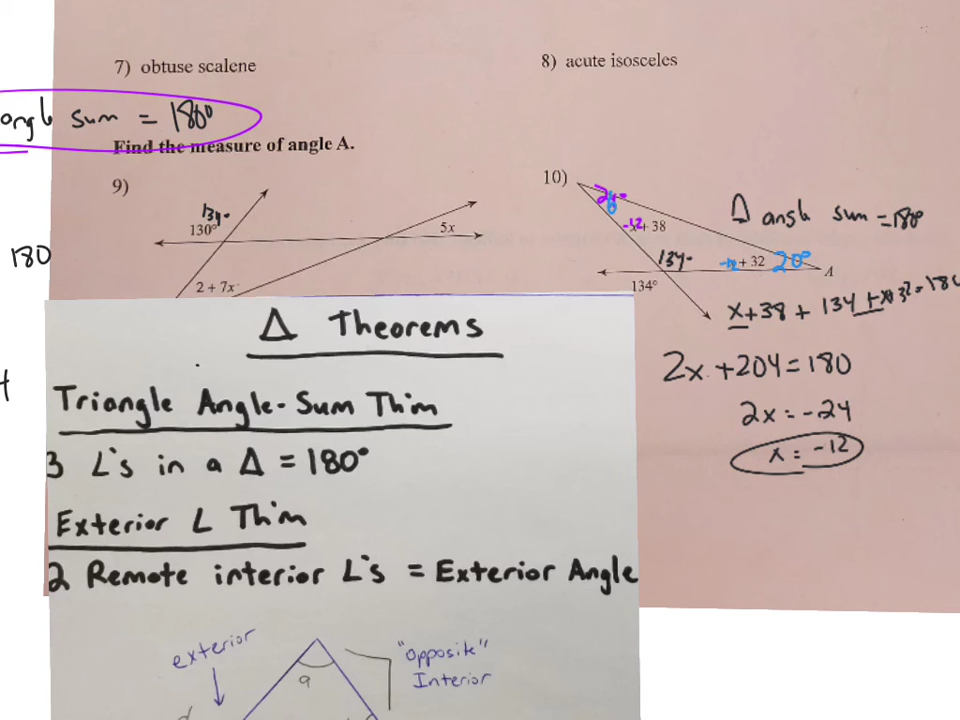 7) obtuse scalene
8) acute isosceles
angle sum = 180°
Find the measure of angle A.
9)
134°
130°
5x
2 + 7x
180
10)
x + 38
-12
134°
134°
-12 + 32
20°
A
Δ angle sum = 180°
x+38 + 134 + x+32 = 180
2x + 204 = 180
2x = -24
x = -12
Δ Theorems
Triangle Angle-Sum Thm
3 L's in a Δ = 180°
Exterior L Thm
2 Remote interior L's = Exterior Angle
exterior
"Opposite"
Interior
a
d